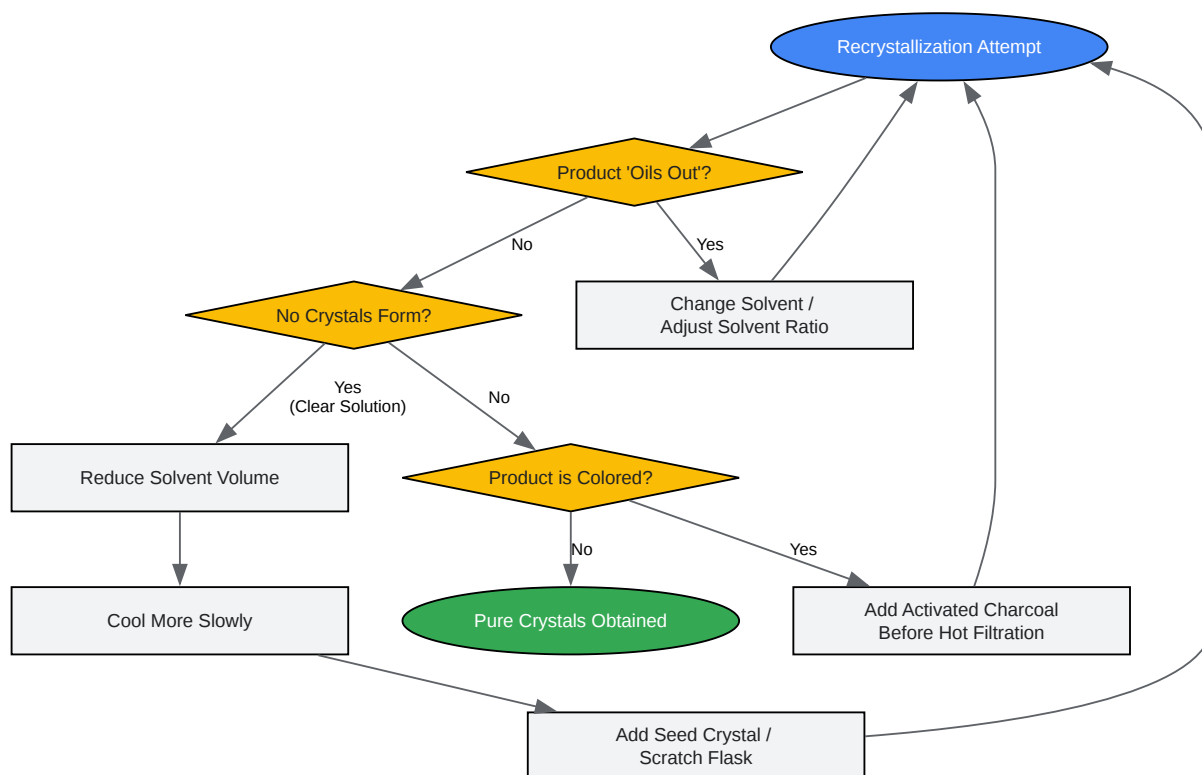 Recrystallization Attempt
Product 'Oils Out'?
No
Yes
Change Solvent /
Adjust Solvent Ratio
No Crystals Form?
Yes
(Clear Solution)
No
Reduce Solvent Volume
Product is Colored?
No
Yes
Cool More Slowly
Pure Crystals Obtained
Add Activated Charcoal
Before Hot Filtration
Add Seed Crystal /
Scratch Flask